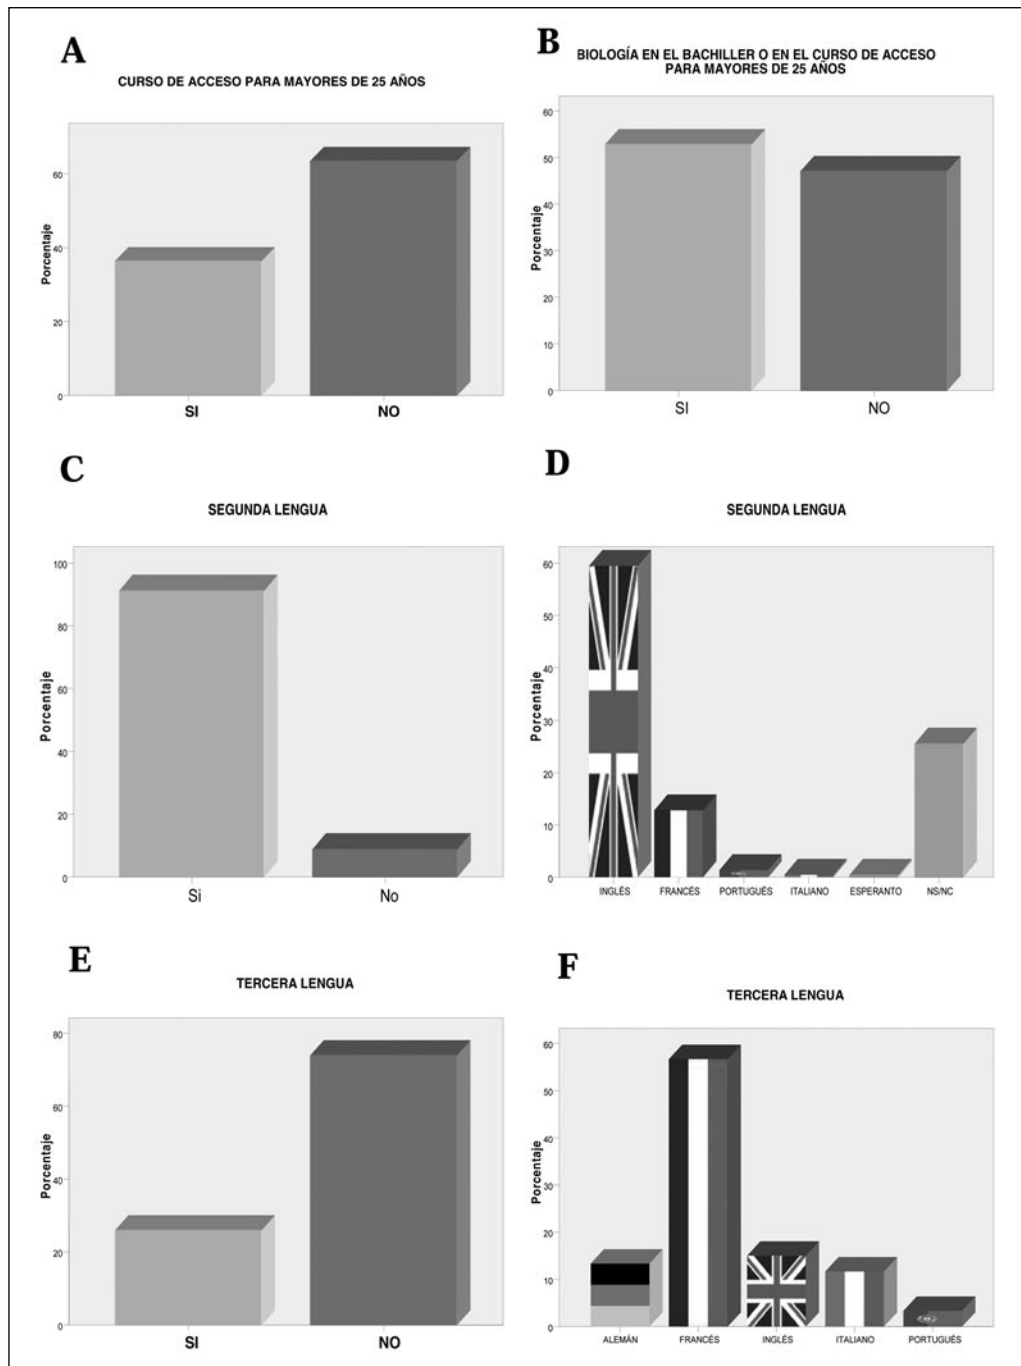 A
CURSO DE ACCESO PARA MAYORES DE 25 AÑOS
Porcentaje
60
40
20
0
SI
NO
B
BIOLOGÍA EN EL BACHILLER O EN EL CURSO DE ACCESO
PARA MAYORES DE 25 AÑOS
Porcentaje
60
50
40
30
20
10
0
SI
NO
C
SEGUNDA LENGUA
Porcentaje
100
80
60
40
20
0
Si
No
D
SEGUNDA LENGUA
Porcentaje
60
50
40
30
20
10
0
INGLÉS
FRANCÉS
PORTUGUÉS
ITALIANO
ESPERANTO
NS/NC
E
TERCERA LENGUA
Porcentaje
80
60
40
20
0
SI
NO
F
TERCERA LENGUA
Porcentaje
60
50
40
30
20
10
0
ALEMÁN
FRANCÉS
INGLÉS
ITALIANO
PORTUGUÉS